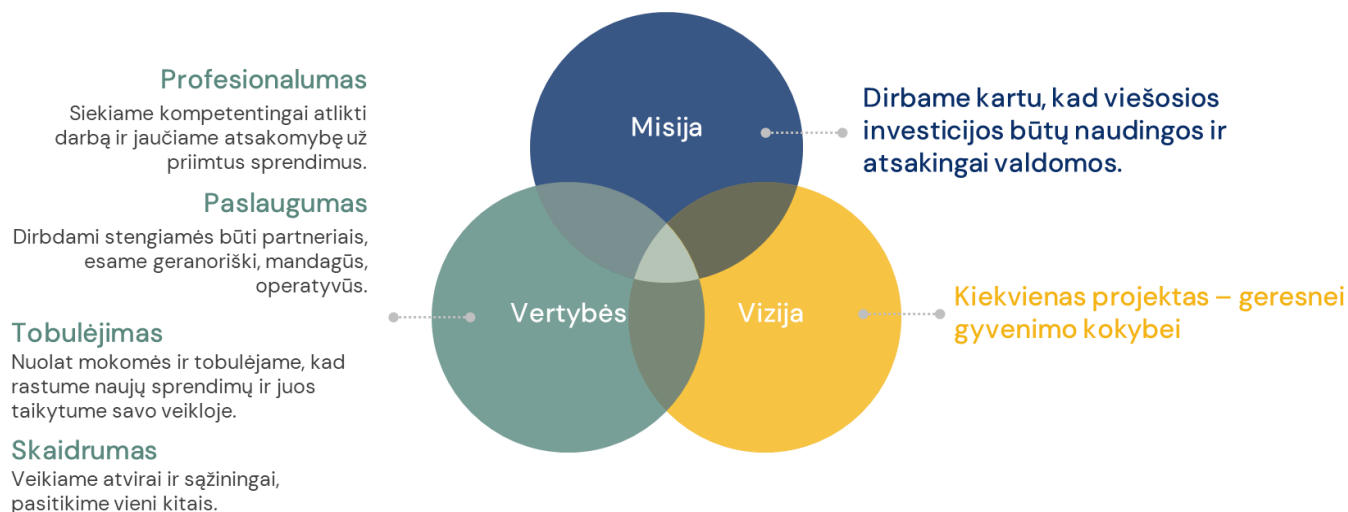 Profesionalumas
Siekiame kompetentingai atlikti
darbą ir jaučiame atsakomybę už
priimtus sprendimus.
Paslaugumas
Dirbdami stengiamės būti partneriais,
esame geranoriški, mandagūs,
operatyvūs.
Tobulėjimas
Nuolat mokomės ir tobulėjame, kad
rastume naujų sprendimų ir juos
taikytume savo veikloje.
Skaidrumas
Veikiame atvirai ir sąžiningai,
pasitikime vieni kitais.
Misija
Vertybės
Vizija
Dirbame kartu, kad viešosios
investicijos būtų naudingos ir
atsakingai valdomos.
Kiekvienas projektas – geresnei
gyvenimo kokybei